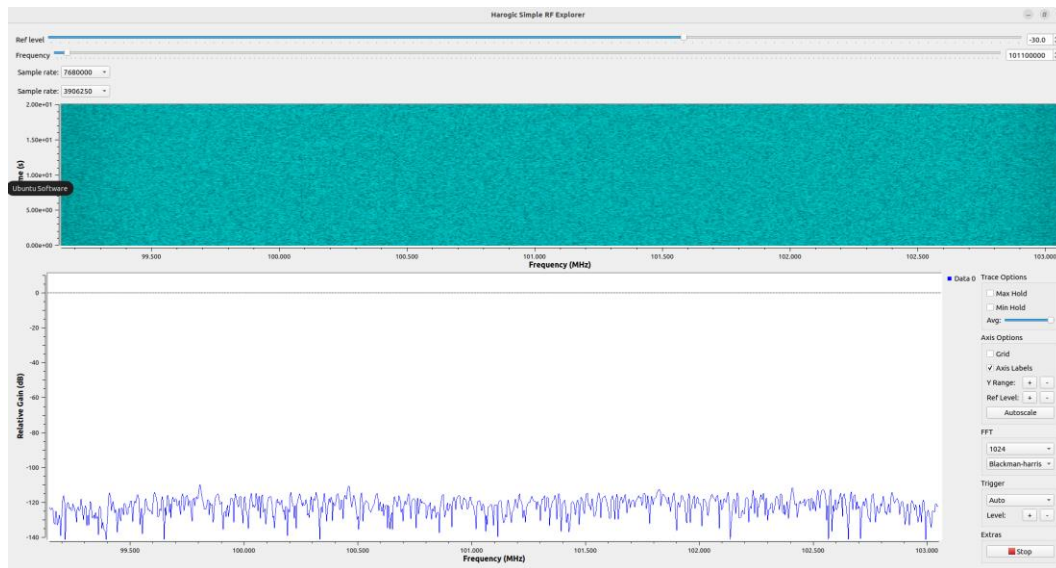 Harogic Simple RF Explorer
Ref level
-30.0
Frequency
101100000
Sample rate: 7680000
Sample rate: 3906250
2.00e+01
1.50e+01
1.00e+01
5.00e+00
0.00e+00
(s)
Ubuntu Software
99.500 100.000 100.500 101.000 101.500 102.000 102.500 103.000
Frequency (MHz)
Relative Gain (dB)
0
-20
-40
-60
-80
-100
-120
-140
99.500 100.000 100.500 101.000 101.500 102.000 102.500 103.000
Frequency (MHz)
Data 0
Trace Options
Max Hold
Min Hold
Avg:
Axis Options
Grid
Axis Labels
Y Range: + -
Ref Level: + -
Autoscale
FFT
1024
Blackman-harris
Trigger
Auto
Level: + -
Extras
Stop